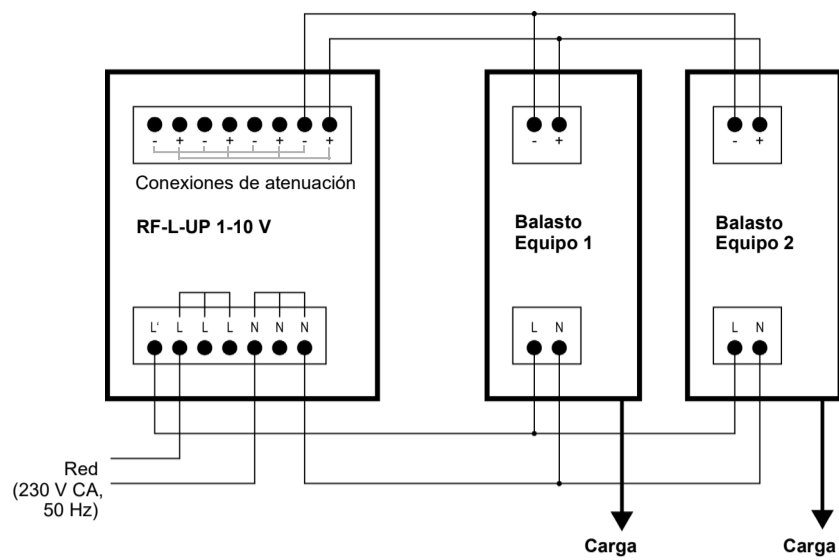 - + - + - + - +
Conexiones de atenuación
RF-L-UP 1-10 V
L' L L L N N N
- +
Balasto
Equipo 1
L N
- +
Balasto
Equipo 2
L N
Red
(230 V CA,
50 Hz)
Carga
Carga